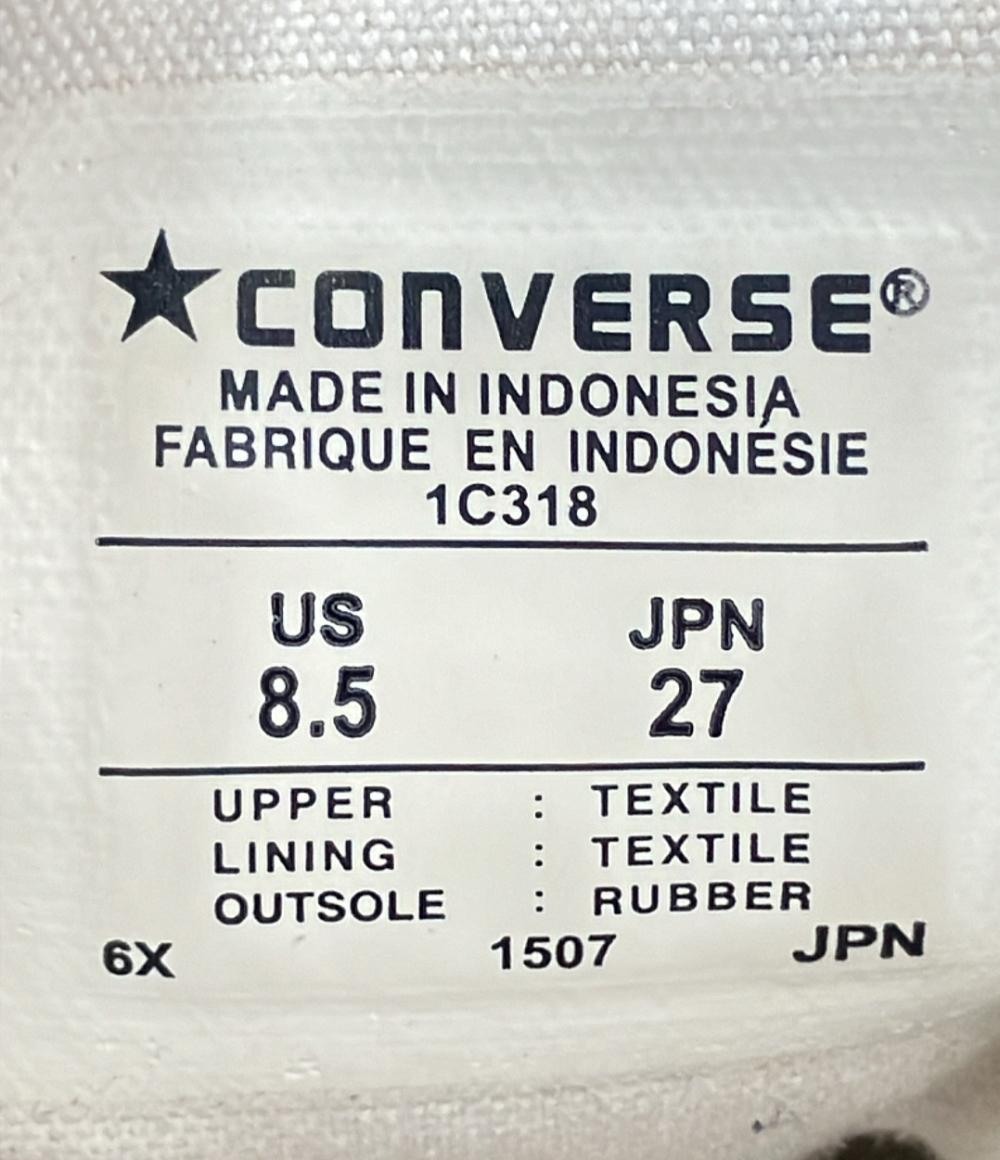 ★CONVERSE®
MADE IN INDONESIA
FABRIQUE EN INDONÉSIE
1C318
US JPN
8.5 27
UPPER : TEXTILE
LINING : TEXTILE
OUTSOLE : RUBBER
6X 1507 JPN